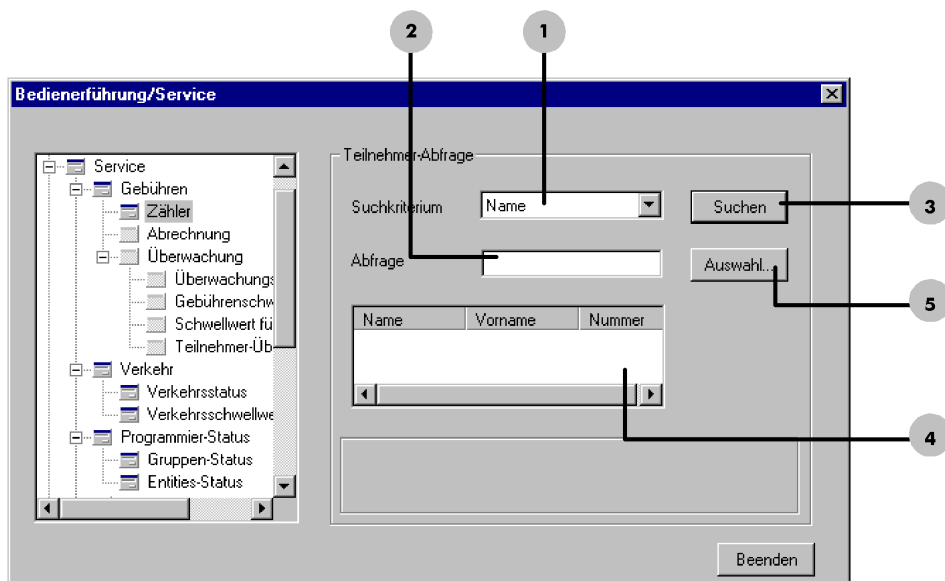 2
1
Bedienerführung/Service
Service
Gebühren
Zähler
Abrechnung
Überwachung
Überwachungs
Gebührenschw
Schwellwert fü
Teilnehmer-Üb
Verkehr
Verkehrsstatus
Verkehrsschwellwe
Programmier-Status
Gruppen-Status
Entities-Status
Teilnehmer-Abfrage
Suchkriterium Name Suchen
3
Abfrage Auswahl...
5
Name Vorname Nummer
4
Beenden